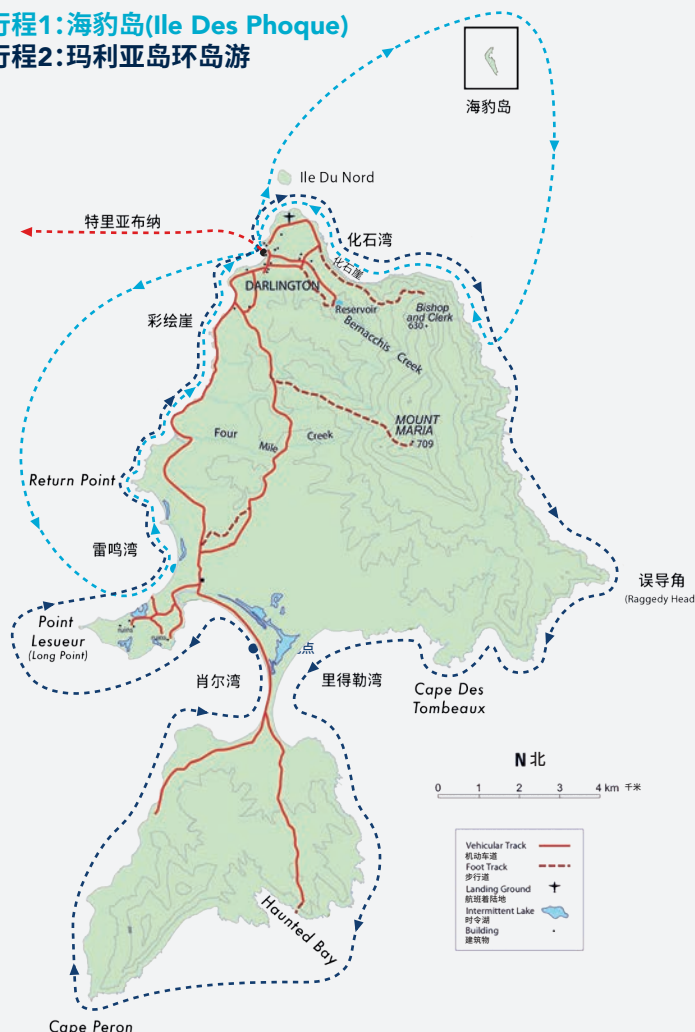 行程1:海豹岛(Ile Des Phoque)
行程2:玛利亚岛环岛游
海豹岛
Ile Du Nord
特里亚布纳
化石湾
化石崖
DARLINGTON
Reservoir
Bishop
and Clerk
630
彩绘崖
Bernacchis Creek
MOUNT
MARIA
709
Four Mile Creek
Return Point
雷鸣湾
误导角
(Raggedy Head
Point
Lesueur
(Long Point)
点
肖尔湾
里得勒湾
Cape Des
Tombeaux
N 北
0 1 2 3 4 km 千米
Vehicular Track
机动车道
Foot Track
步行道
Landing Ground
航班着陆地
Intermittent Lake
时令湖
Building
建筑物
Haunted Bay
Cape Peron